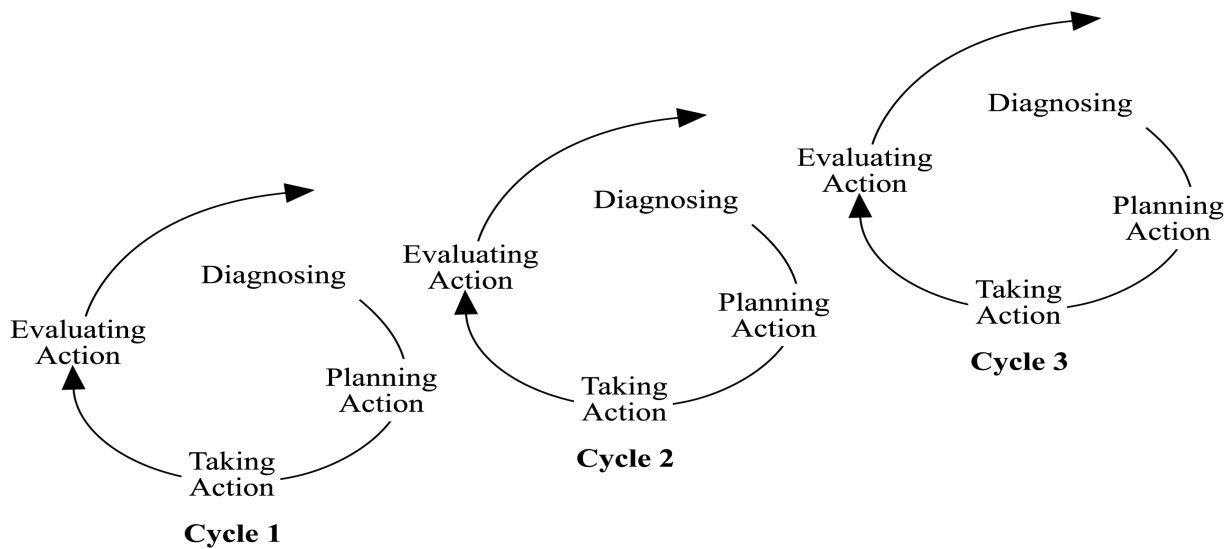 Diagnosing
Planning
Action
Taking
Action
Evaluating
Action
Cycle 1
Diagnosing
Planning
Action
Taking
Action
Evaluating
Action
Cycle 2
Diagnosing
Planning
Action
Taking
Action
Evaluating
Action
Cycle 3